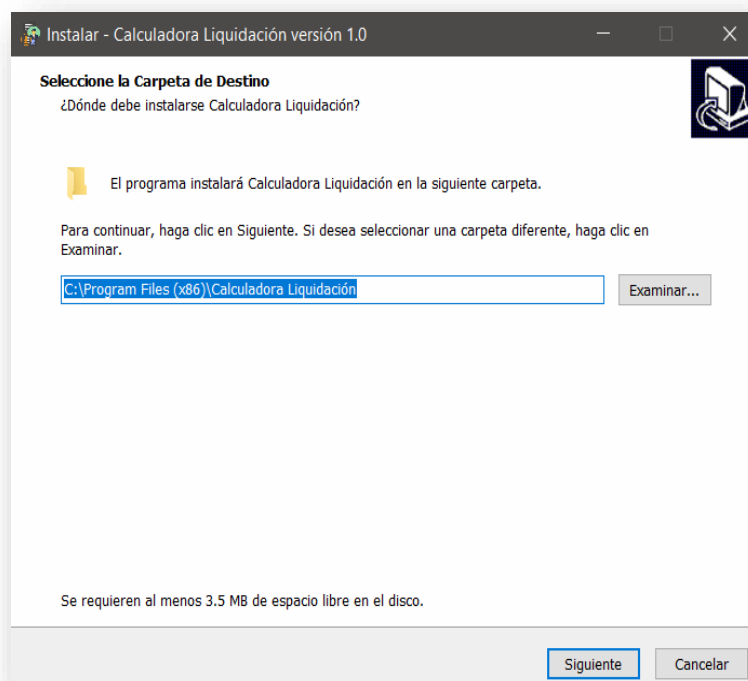 Instalar - Calculadora Liquidación versión 1.0
Seleccione la Carpeta de Destino
¿Dónde debe instalarse Calculadora Liquidación?
El programa instalará Calculadora Liquidación en la siguiente carpeta.
Para continuar, haga clic en Siguiente. Si desea seleccionar una carpeta diferente, haga clic en
Examinar.
C:\Program Files (x86)\Calculadora Liquidación
Examinar...
Se requieren al menos 3.5 MB de espacio libre en el disco.
Siguiente
Cancelar